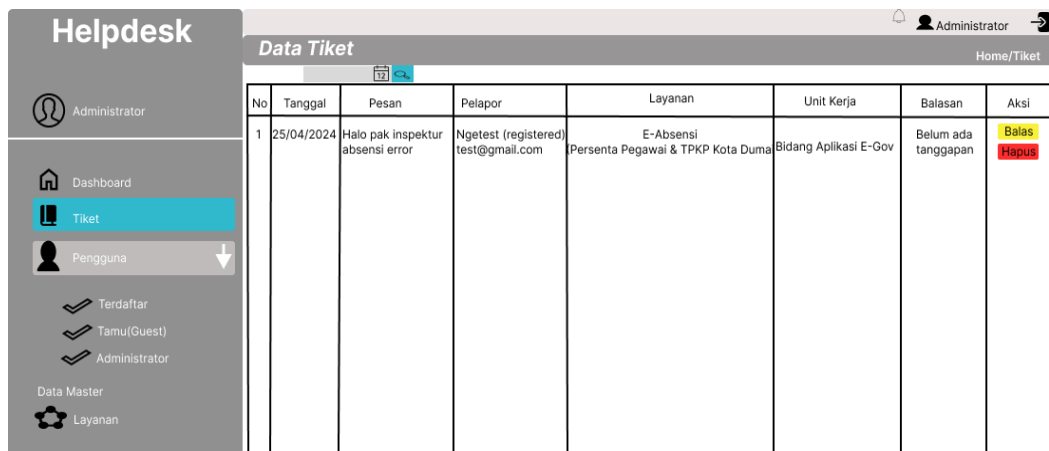 Helpdesk
Administrator
Data Tiket
Home/Tiket
12
Administrator
Dashboard
Tiket
Pengguna
Terdaftar
Tamu(Guest)
Administrator
Data Master
Layanan
No Tanggal Pesan Pelapor Layanan Unit Kerja Balasan Aksi
1 25/04/2024 Halo pak inspektur Ngetest (registered) E-Absensi Bidang Aplikasi E-Gov Belum ada Balas
absensi error test@gmail.com (Persenta Pegawai & TPKP Kota Duma tanggapan Hapus